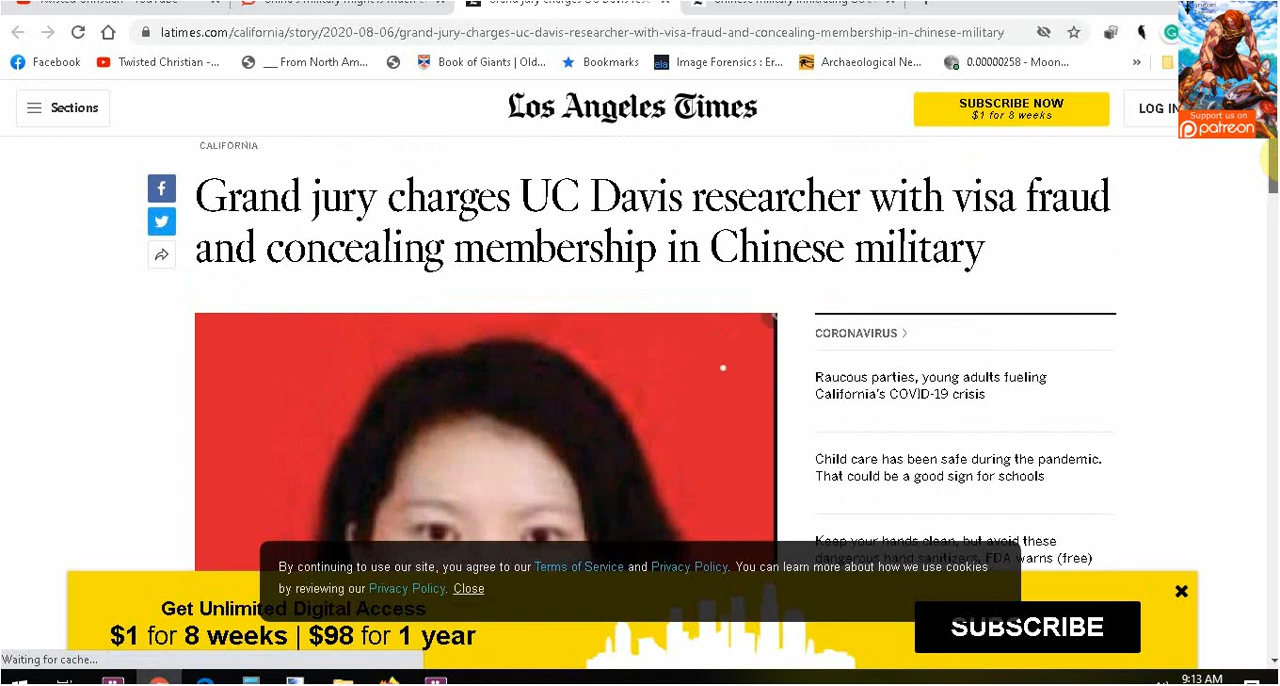 latimes.com/california/story/2020-08-06/grand-jury-charges-uc-davis-researcher-with-visa-fraud-and-concealing-membership-in-chinese-military
Facebook
Twisted Christian -...
__ From North Am...
Book of Giants | Old...
Bookmarks
ela
Image Forensics : Er...
Archaeological Ne...
0.00000258 - Moon...
»
Support us on
patreon
Sections
Los Angeles Times
SUBSCRIBE NOW
$1 for 8 weeks
LOG IN
CALIFORNIA
Grand jury charges UC Davis researcher with visa fraud
and concealing membership in Chinese military
CORONAVIRUS >
Raucous parties, young adults fueling
California's COVID-19 crisis
Child care has been safe during the pandemic.
That could be a good sign for schools
Keep your hands clean, but avoid these
dangerous hand sanitizers, FDA warns (free)
By continuing to use our site, you agree to our Terms of Service and Privacy Policy. You can learn more about how we use cookies
by reviewing our Privacy Policy. Close
Get Unlimited Digital Access
$1 for 8 weeks | $98 for 1 year
SUBSCRIBE
Waiting for cache...
9:13 AM